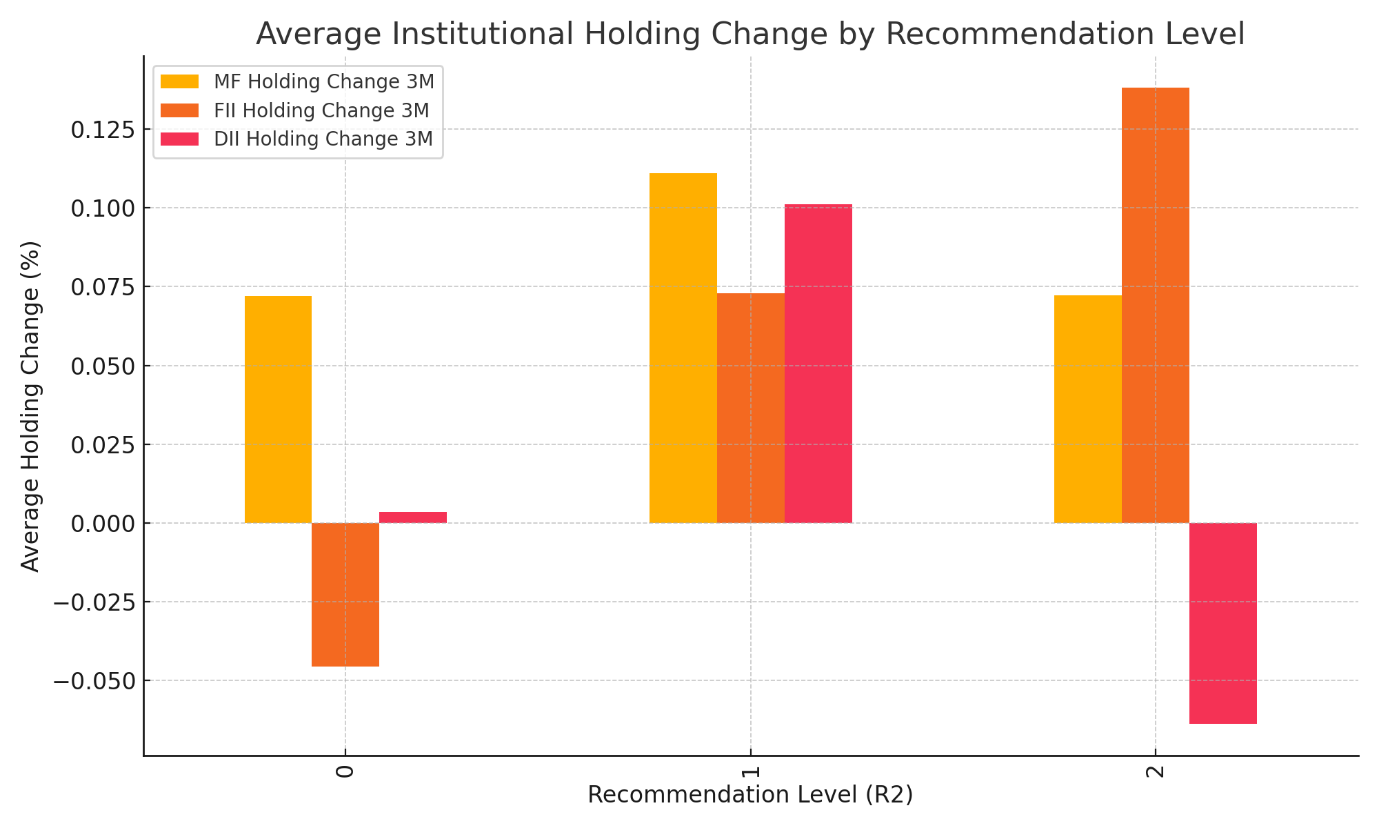 Average Institutional Holding Change by Recommendation Level
MF Holding Change 3M
FII Holding Change 3M
DII Holding Change 3M
Average Holding Change (%)
0.125
0.100
0.075
0.050
0.025
0.000
−0.025
−0.050
0
1
2
Recommendation Level (R2)